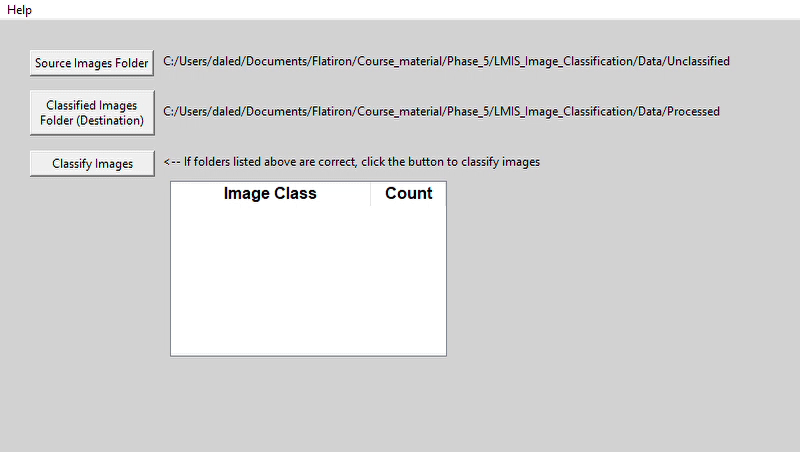 Help
Source Images Folder
C:/Users/daled/Documents/Flatiron/Course_material/Phase_5/LMIS_Image_Classification/Data/Unclassified
Classified Images
Folder (Destination)
C:/Users/daled/Documents/Flatiron/Course_material/Phase_5/LMIS_Image_Classification/Data/Processed
Classify Images
<-- If folders listed above are correct, click the button to classify images
Image Class
Count